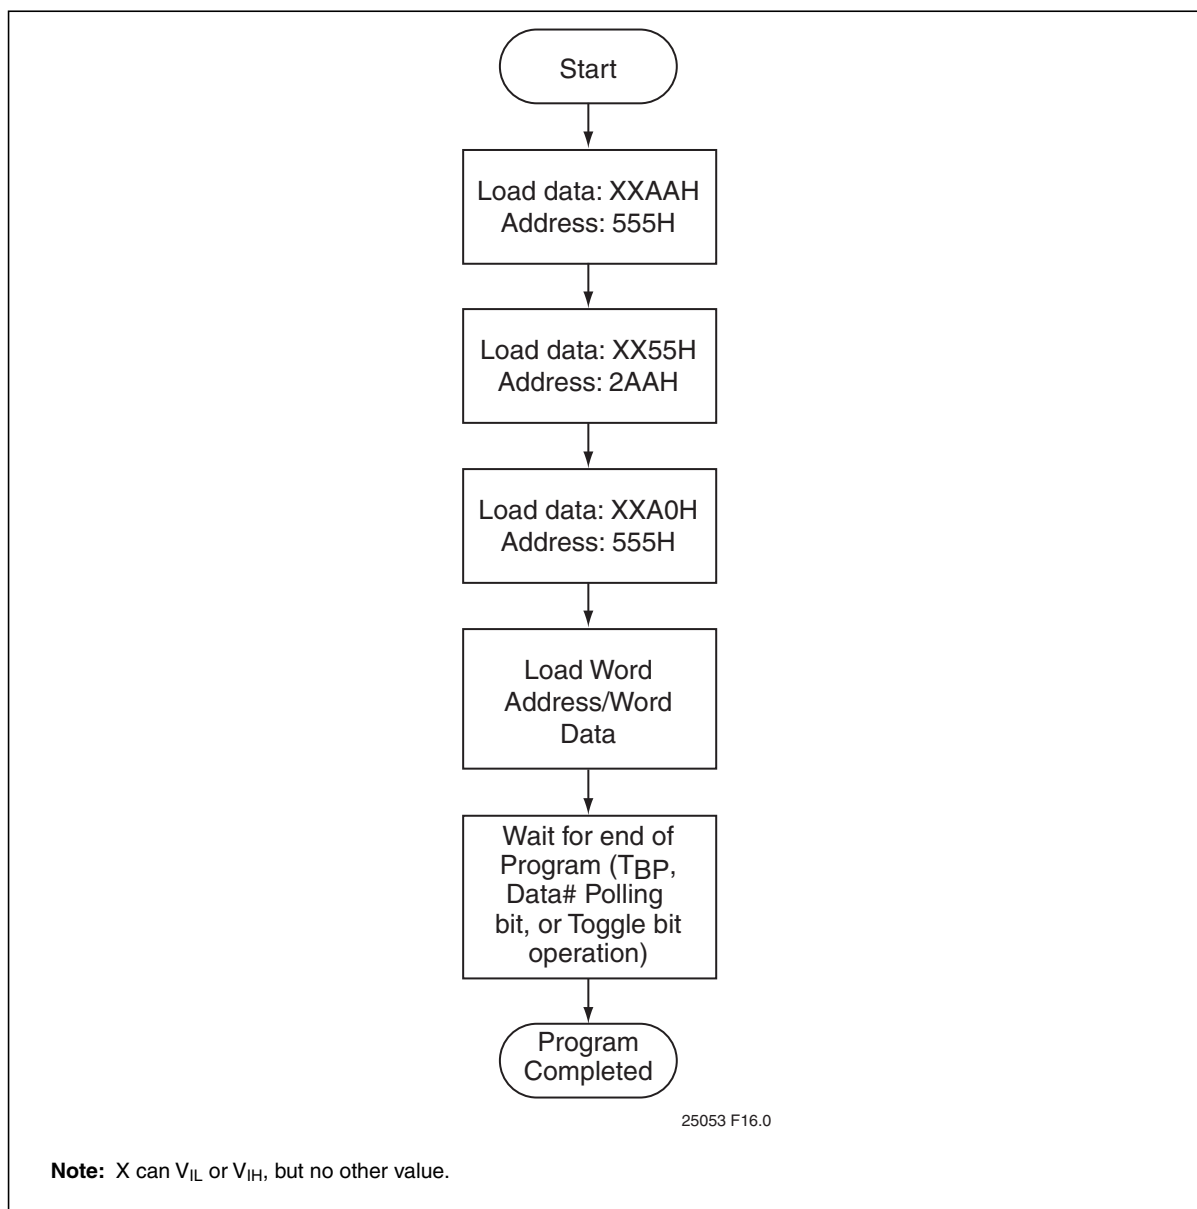 Start
Load data: XXAAH
Address: 555H
Load data: XX55H
Address: 2AAH
Load data: XXA0H
Address: 555H
Load Word
Address/Word
Data
Wait for end of
Program (TBP,
Data# Polling
bit, or Toggle bit
operation)
Program
Completed
25053 F16.0
Note: X can VIL or VIH, but no other value.